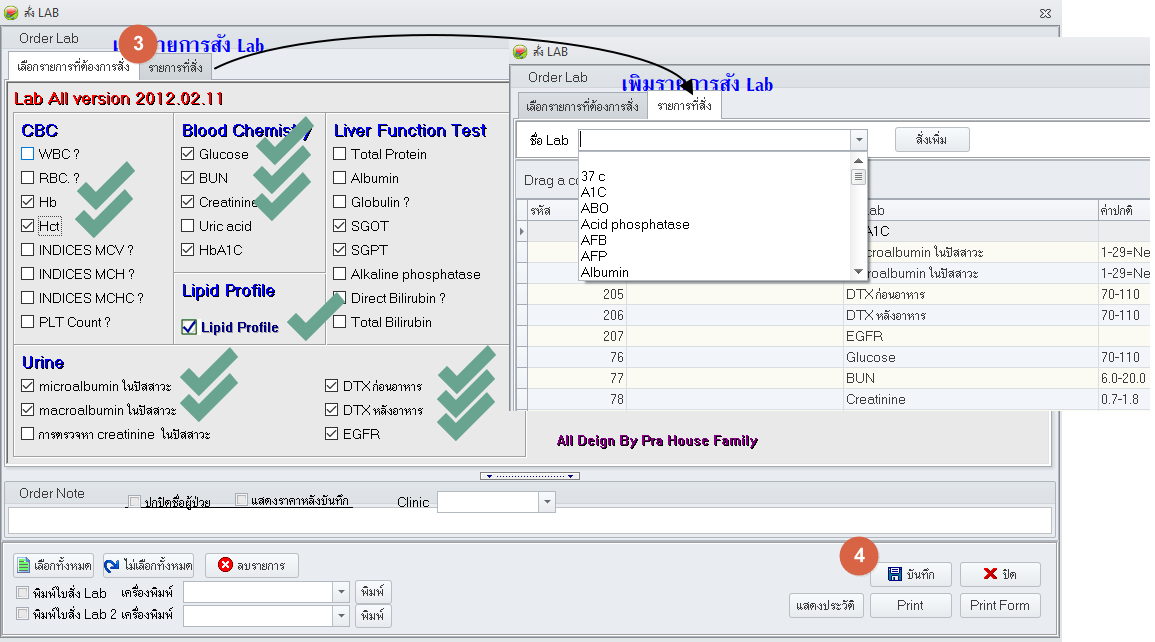 สั่ง LAB
Order Lab
รายการสั่ง Lab
3
เลือกรายการที่ต้องการสั่ง
รายการที่สั่ง
Lab All version 2012.02.11
CBC
WBC ?
RBC. ?
Hb
Hct
INDICES MCV ?
INDICES MCH ?
INDICES MCHC ?
PLT Count ?
Blood Chemistry
Glucose
BUN
Creatinine
Uric acid
HbA1C
Lipid Profile
Lipid Profile
Liver Function Test
Total Protein
Albumin
Globulin ?
SGOT
SGPT
Alkaline phosphatase
Direct Bilirubin ?
Total Bilirubin
Urine
microalbumin ในปัสสาวะ
macroalbumin ในปัสสาวะ
การตรวจหา creatinine ในปัสสาวะ
DTX ก่อนอาหาร
DTX หลังอาหาร
EGFR
สั่ง LAB
Order Lab
เพิ่มรายการสั่ง Lab
เลือกรายการที่ต้องการสั่ง
รายการที่สั่ง
ชื่อ Lab
สั่งเพิ่ม
37 c
A1C
ABO
Acid phosphatase
AFB
AFP
Albumin
Drag a co
รหัส
ab
ค่าปกติ
A1C
croalbumin ในปัสสาวะ 1-29=Ne
roalbumin ในปัสสาวะ 1-29=Ne
205 DTX ก่อนอาหาร 70-110
206 DTX หลังอาหาร 70-110
207 EGFR
76 Glucose 70-110
77 BUN 6.0-20.0
78 Creatinine 0.7-1.8
All Deign By Pra House Family
Order Note
ปกปิดชื่อผู้ป่วย
แสดงราคาหลังบันทึก
Clinic
เลือกทั้งหมด
ไม่เลือกทั้งหมด
ลบรายการ
พิมพ์ใบสั่ง Lab เครื่องพิมพ์ พิมพ์
พิมพ์ใบสั่ง Lab 2 เครื่องพิมพ์ พิมพ์
4
บันทึก
ปิด
แสดงประวัติ
Print
Print Form